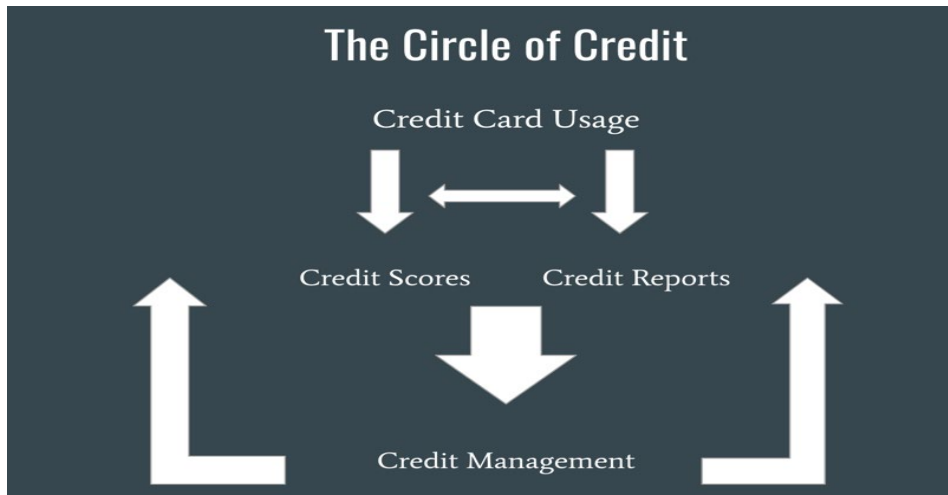 The Circle of Credit
Credit Card Usage
Credit Scores
Credit Reports
Credit Management